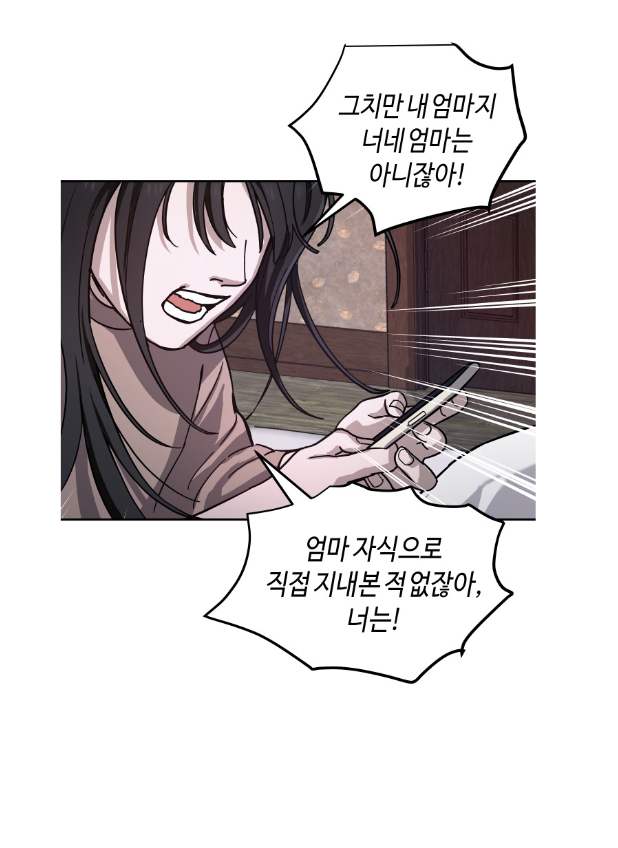 그치만 내 엄마지
너네 엄마는
아니잖아!
엄마 자식으로
직접 지내본 적 없잖아,
너는!